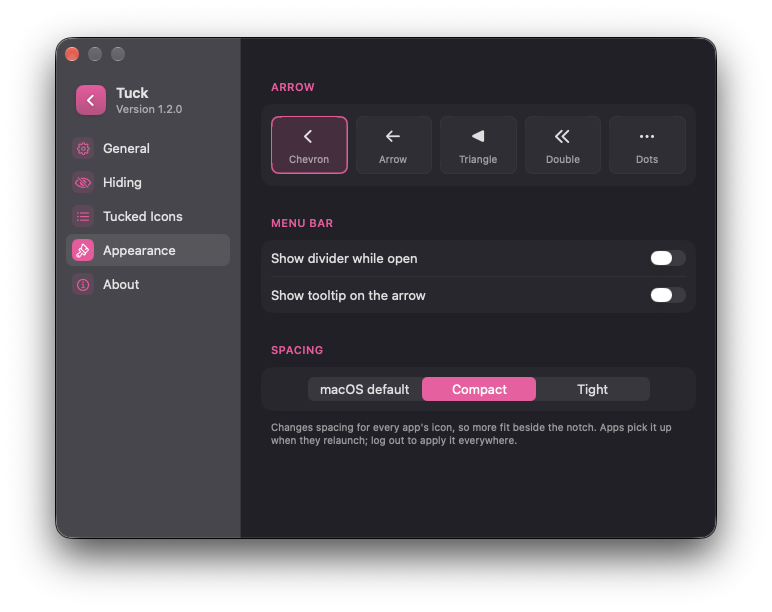 Tuck
Version 1.2.0
General
Hiding
Tucked Icons
Appearance
About
ARROW
Chevron
Arrow
Triangle
Double
Dots
MENU BAR
Show divider while open
Show tooltip on the arrow
SPACING
macOS default
Compact
Tight
Changes spacing for every app's icon, so more fit beside the notch. Apps pick it up
when they relaunch; log out to apply it everywhere.